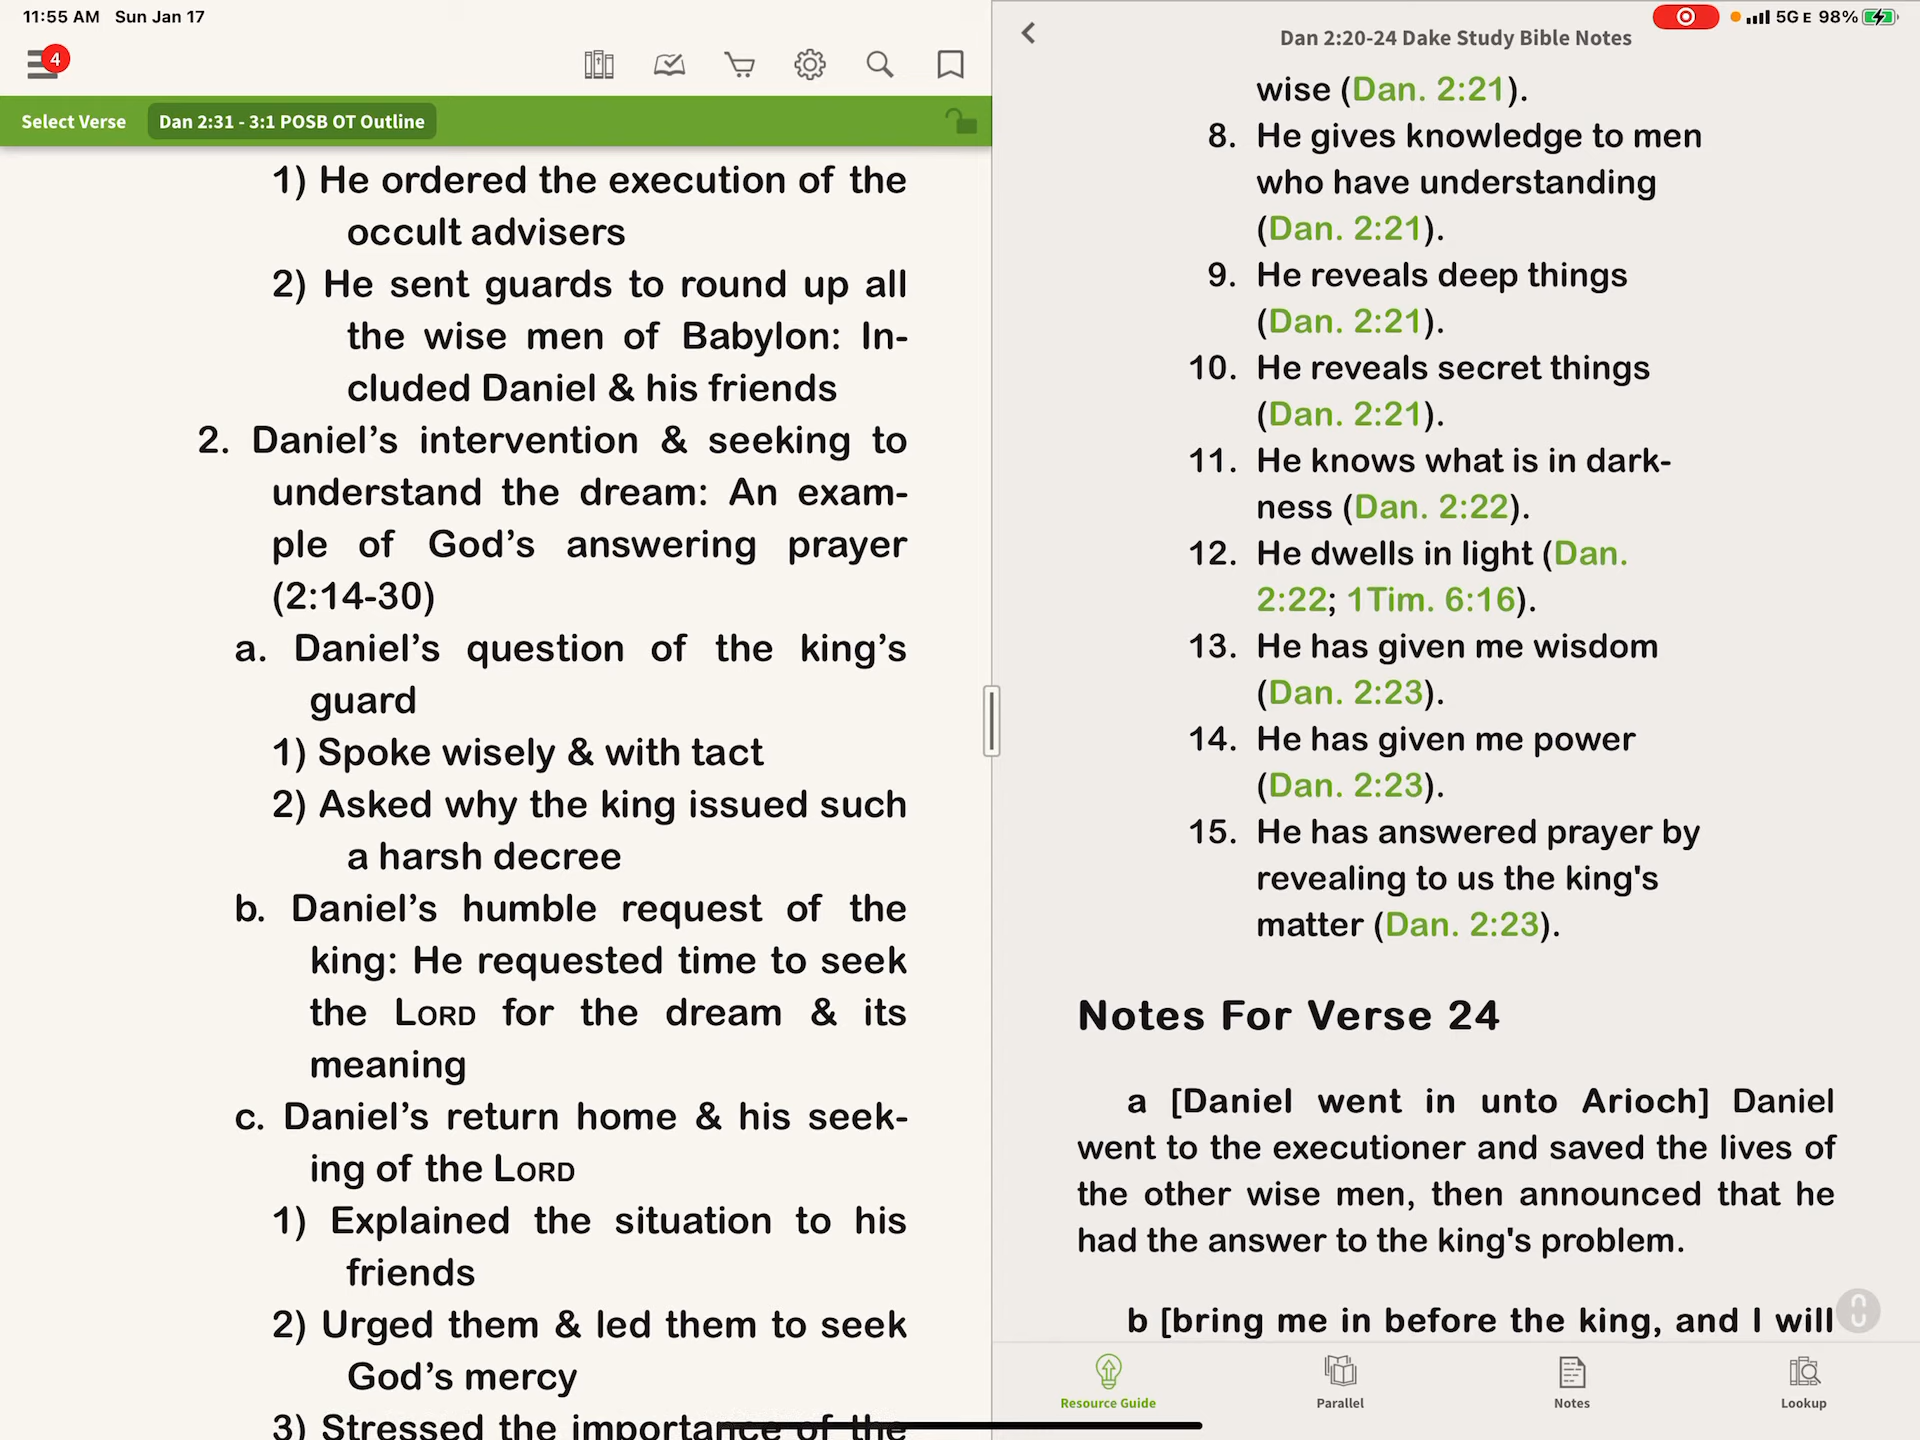 11:55 AM Sun Jan 17
4
Select Verse
Dan 2:31 - 3:1 POSB OT Outline
1) He ordered the execution of the
occult advisers
2) He sent guards to round up all
the wise men of Babylon: In-
cluded Daniel & his friends
2. Daniel's intervention & seeking to
understand the dream: An exam-
ple of God's answering prayer
(2:14-30)
a. Daniel's question of the king's
guard
1) Spoke wisely & with tact
2) Asked why the king issued such
a harsh decree
b. Daniel's humble request of the
king: He requested time to seek
the LORD for the dream & its
meaning
c. Daniel's return home & his seek-
ing of the LORD
1) Explained the situation to his
friends
2) Urged them & led them to seek
God's mercy
3) Stressed the importance of the
5G E 98%
Dan 2:20-24 Dake Study Bible Notes
wise (Dan. 2:21).
8. He gives knowledge to men
who have understanding
(Dan. 2:21).
9. He reveals deep things
(Dan. 2:21).
10. He reveals secret things
(Dan. 2:21).
11. He knows what is in dark-
ness (Dan. 2:22).
12. He dwells in light (Dan.
2:22; 1Tim. 6:16).
13. He has given me wisdom
(Dan. 2:23).
14. He has given me power
(Dan. 2:23).
15. He has answered prayer by
revealing to us the king's
matter (Dan. 2:23).
Notes For Verse 24
a [Daniel went in unto Arioch] Daniel
went to the executioner and saved the lives of
the other wise men, then announced that he
had the answer to the king's problem.
b [bring me in before the king, and I will
Resource Guide
Parallel
Notes
Lookup